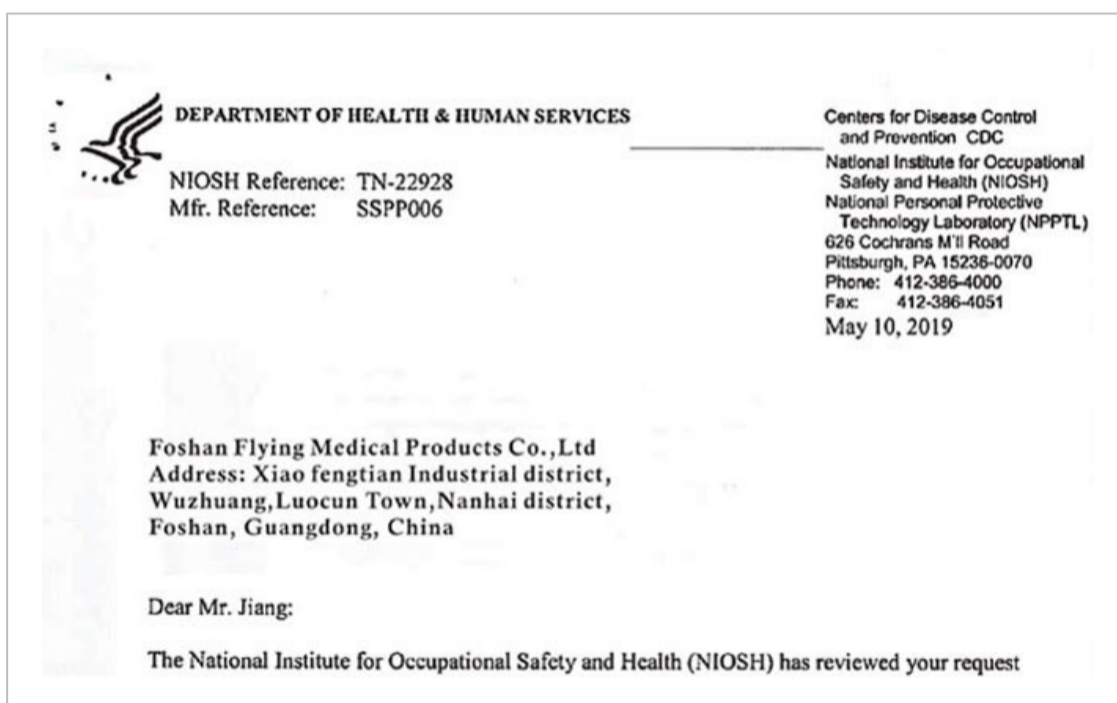 DEPARTMENT OF HEALTH & HUMAN SERVICES
Centers for Disease Control
and Prevention CDC
National Institute for Occupational
Safety and Health (NIOSH)
National Personal Protective
Technology Laboratory (NPPTL)
626 Cochrans Mill Road
Pittsburgh, PA 15236-0070
Phone: 412-386-4000
Fax: 412-386-4051
May 10, 2019
NIOSH Reference: TN-22928
Mfr. Reference: SSPP006
Foshan Flying Medical Products Co.,Ltd
Address: Xiao fengtian Industrial district,
Wuzhuang,Luocun Town,Nanhai district,
Foshan, Guangdong, China
Dear Mr. Jiang:
The National Institute for Occupational Safety and Health (NIOSH) has reviewed your request